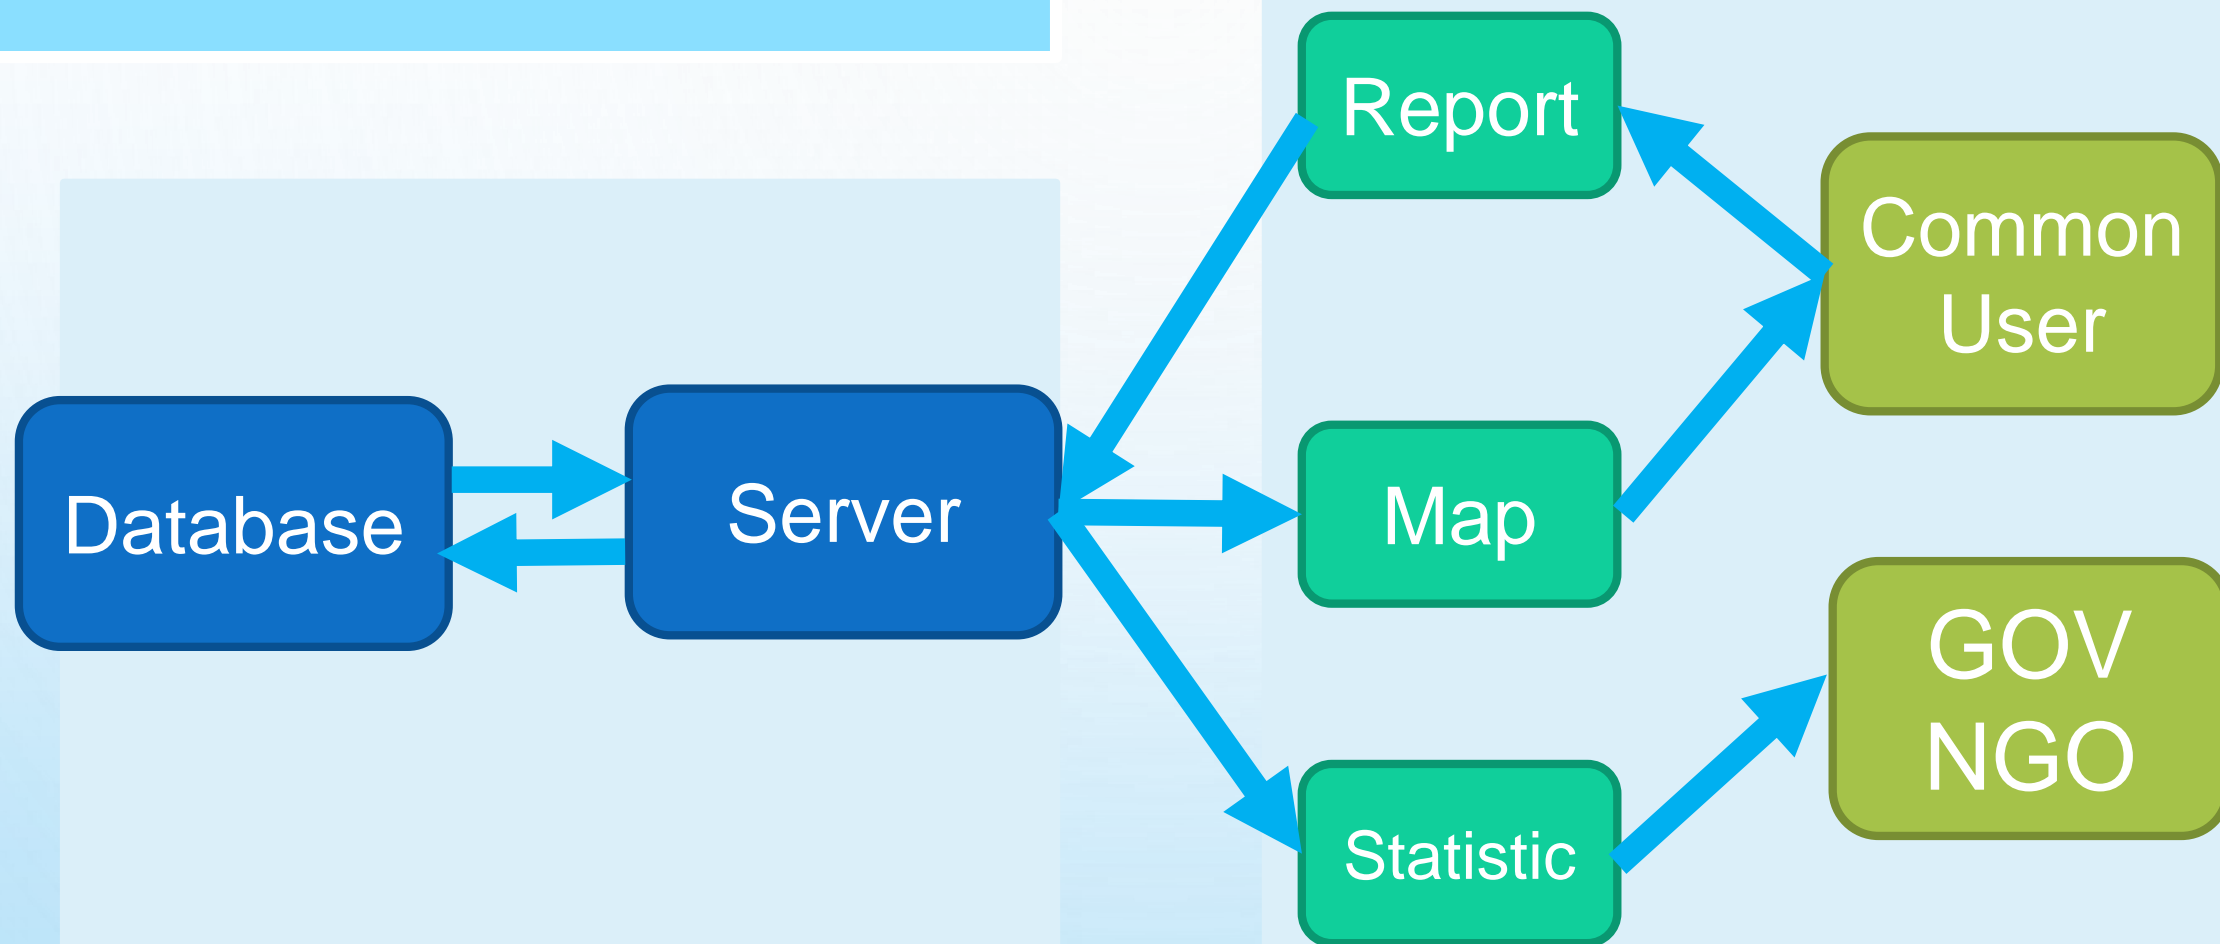 Report
Common
User
Database
Server
Map
GOV
NGO
Statistic